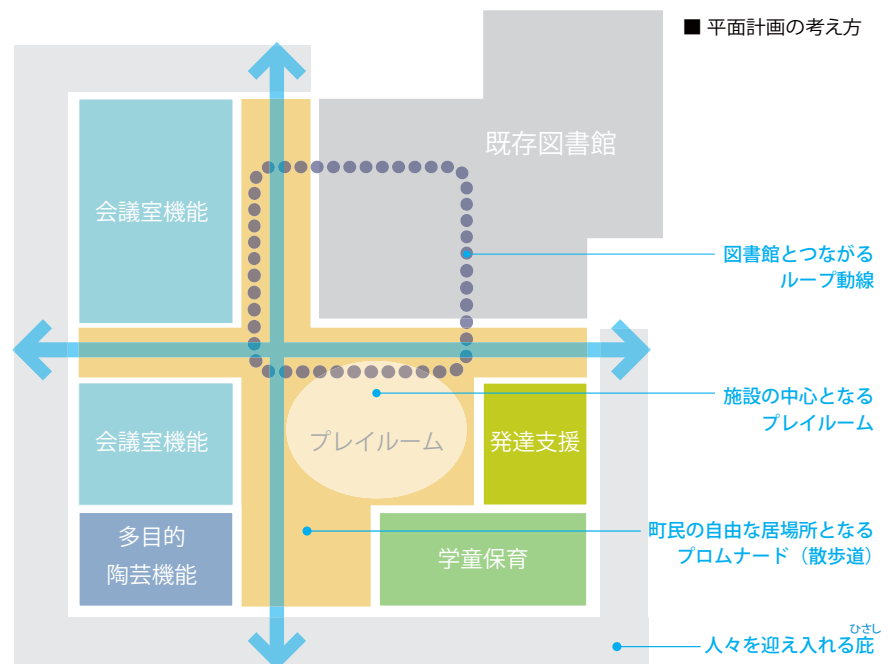 ■ 平面計画の考え方
既存図書館
会議室機能
図書館とつながる
ループ動線
施設の中心となる
プレイルーム
会議室機能
プレイルーム
発達支援
町民の自由な居場所となる
プロムナード（散歩道）
多目的
陶芸機能
学童保育
ひさし
人々を迎え入れる庇